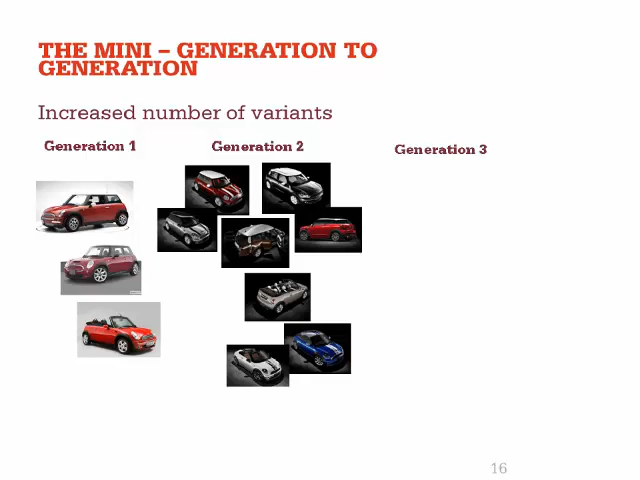 THE MINI – GENERATION TO
GENERATION
Increased number of variants
Generation 1
Generation 2
Generation 3
16